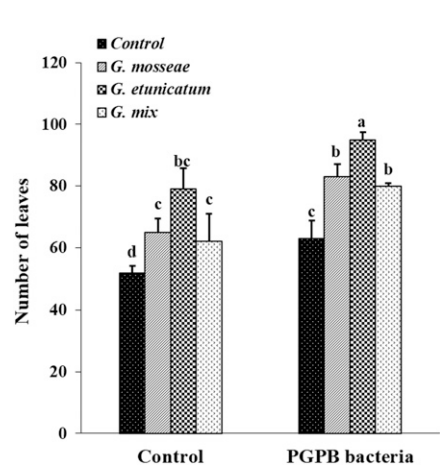 Control
G. mosseae
G. etunicatum
G. mix
Number of leaves
120
100
80
60
40
20
0
d
c
bc
c
c
b
a
b
Control
PGPB bacteria